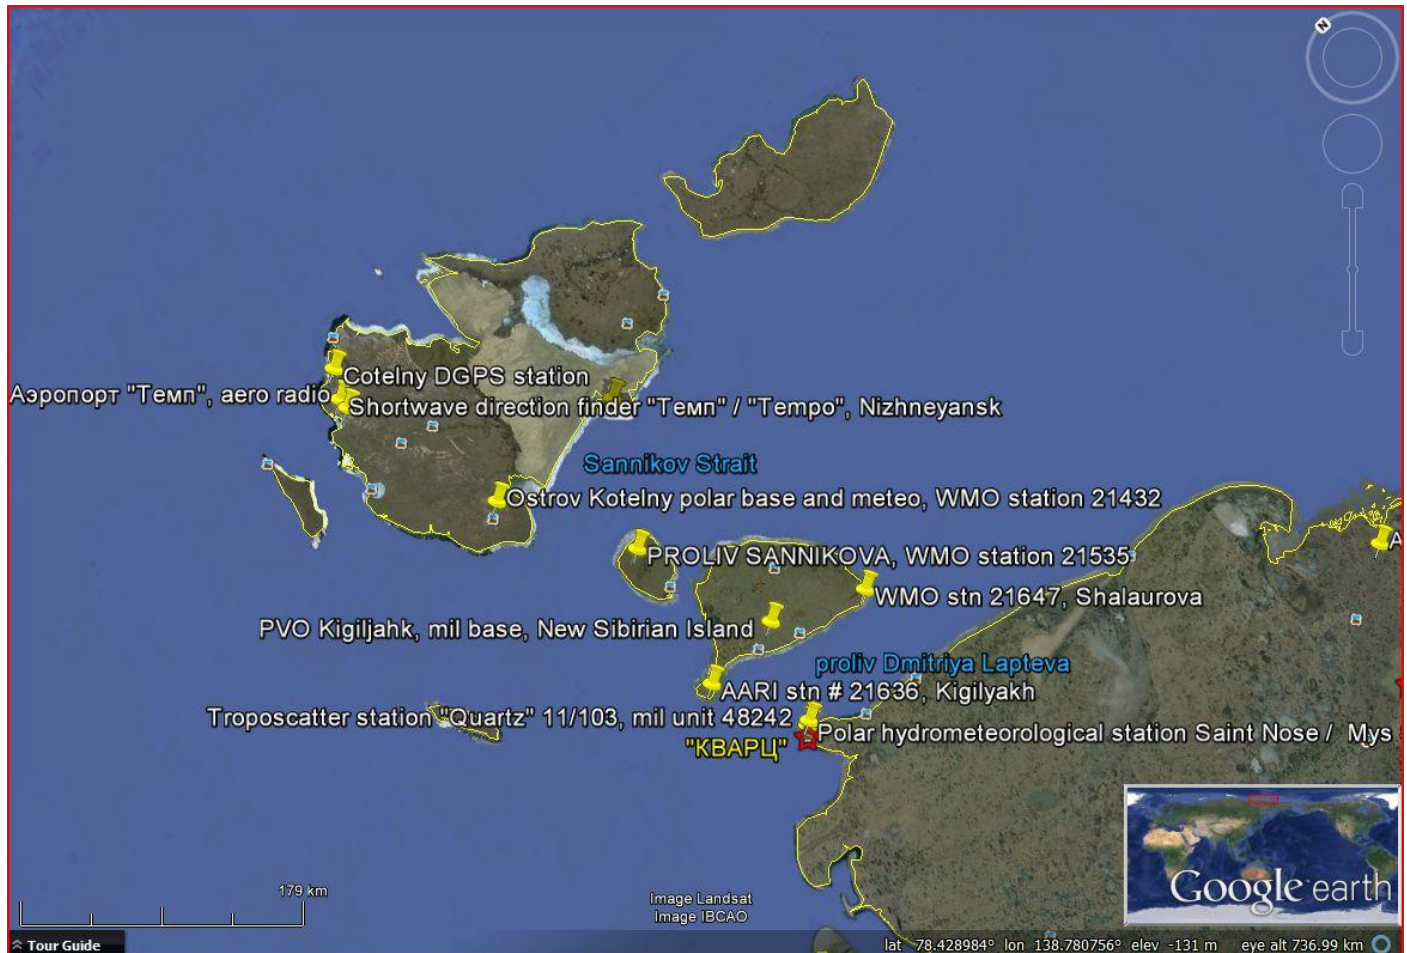 N
Cotelny DGPS station
Аэропорт "Темп", aero radio
Shortwave direction finder "Темп" / "Tempo", Nizhneyansk
Sannikov Strait
Ostrov Kotelny polar base and meteo, WMO station 21432
A
PROLIV SANNIKOVA, WMO station 21535
WMO stn 21647, Shalaurova
PVO Kigiljahk, mil base, New Sibirian Island
proliv Dmitriya Lapteva
AARI stn # 21636, Kigilyakh
Troposcatter station "Quartz" 11/103, mil unit 48242
Polar hydrometeorological station Saint Nose / Mys
"КВАРЦ"
179 km
Image Landsat
Image IBCAO
Google earth
Tour Guide
lat 78.428984° lon 138.780756° elev -131 m eye alt 736.99 km